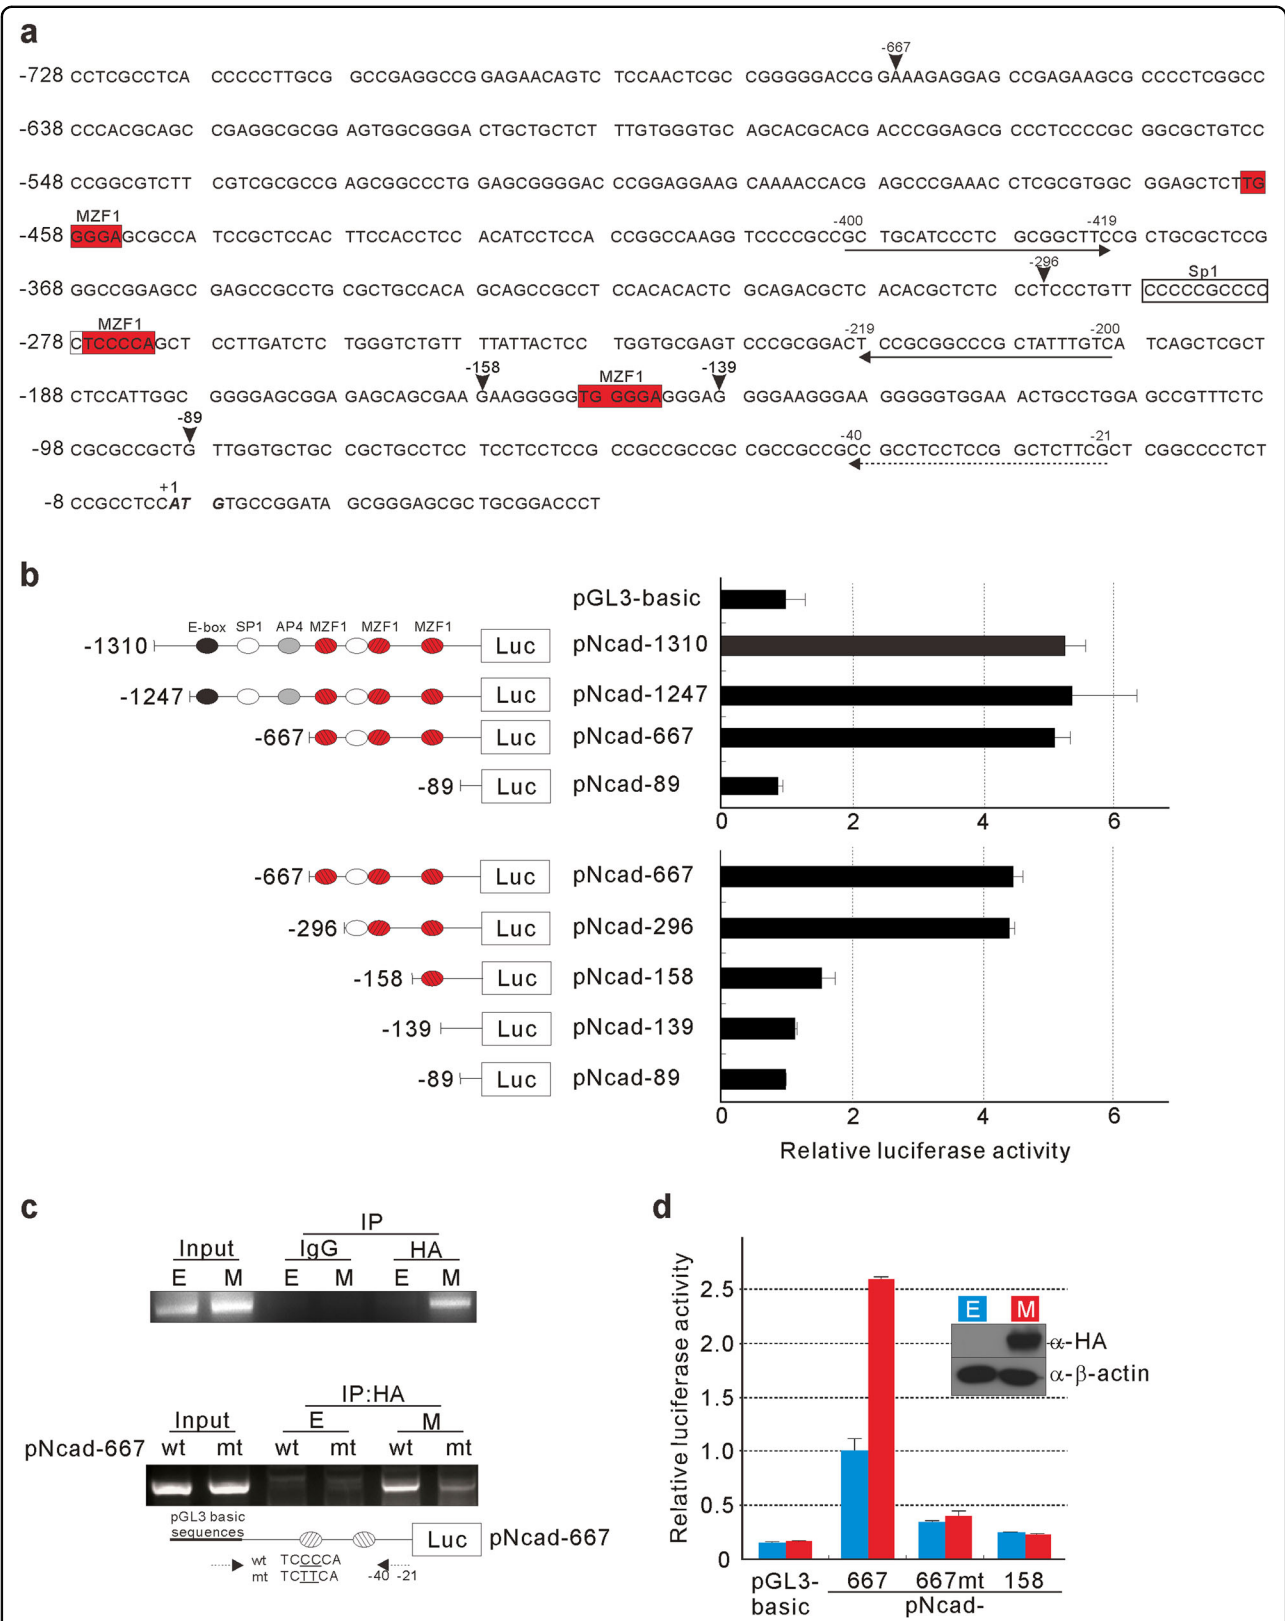 a
-667
-728 CCTCGCCTCA CCCCCTTGCG GCCGAGGCCG GAGAACAGTC TCCAACTCGC CGGGGGACCG GAAAGAGGAG CCGAGAAGCG CCCCTCGGCC
-638 CCCACGCAGC CGAGGCGCGG AGTGGCGGGA CTGCTGCTCT TTGTGGGTGC AGCACGCACG ACCCGGAGCG CCCTCCCCGC GGCGCTGTCC
-548 CCGGCGTCTT CGTCGCGCCG AGCGGCCCTG GAGCGGGGAC CCGGAGGAAG CAAAACCACG AGCCCGAAAC CTCGCGTGGC GGAGCTCTTG
MZF1 -400 -419
-458 GGGAGCGCCA TCCGCTCCAC TTCCACCTCC ACATCCTCCA CCGGCCAAGG TCCCCGCCGC TGCATCCCTC GCGGCTTCCG CTGCGCTCCG
-296 Sp1
-368 GGCCGGAGCC GAGCCGCCTG CGCTGCCACA GCAGCCGCCT CCACACACTC GCAGACGCTC ACACGCTCTC CCTCCCTGTT CCCCCGCCCC
MZF1 -219 -200
-278 CTCCCCAGCT CCTTGATCTC TGGGTCTGTT TTATTACTCC TGGTGCGAGT CCCGCGGACT CCGCGGCCCG CTATTTGTCA TCAGCTCGCT
-158 MZF1 -139
-188 CTCCATTGGC GGGGAGCGGA GAGCAGCGAA GAAGGGGGTG GGGAGGGAG GGGAAGGGAA GGGGGTGGAA ACTGCCTGGA GCCGTTTCTC
-89 -40 -21
-98 CGCGCCGCTG TTGGTGCTGC CGCTGCCTCC TCCTCCTCCG CCGCCGCCGC CGCCGCCGCC GCCTCCTCCG GCTCTTCGCT CGGCCCCTCT
+1
-8 CCGCCTCCATG TGCCGGATA GCGGGAGCGC TGCGGACCCT
b
pGL3-basic
E-box SP1 AP4 MZF1 MZF1 MZF1
-1310 Luc pNcad-1310
-1247 Luc pNcad-1247
-667 Luc pNcad-667
-89 Luc pNcad-89
0 2 4 6
-667 Luc pNcad-667
-296 Luc pNcad-296
-158 Luc pNcad-158
-139 Luc pNcad-139
-89 Luc pNcad-89
0 2 4 6
Relative luciferase activity
c
IP
Input IgG HA
E M E M E M
IP:HA
Input E M
pNcad-667 wt mt wt mt wt mt
pGL3 basic
sequences
Luc pNcad-667
wt TCCCCA
mt TCTTCA
-40 -21
d
Relative luciferase activity
2.5
2.0
1.5
1.0
0.5
0
E M
α-HA
α-β-actin
pGL3-
basic
667 667mt 158
pNcad-